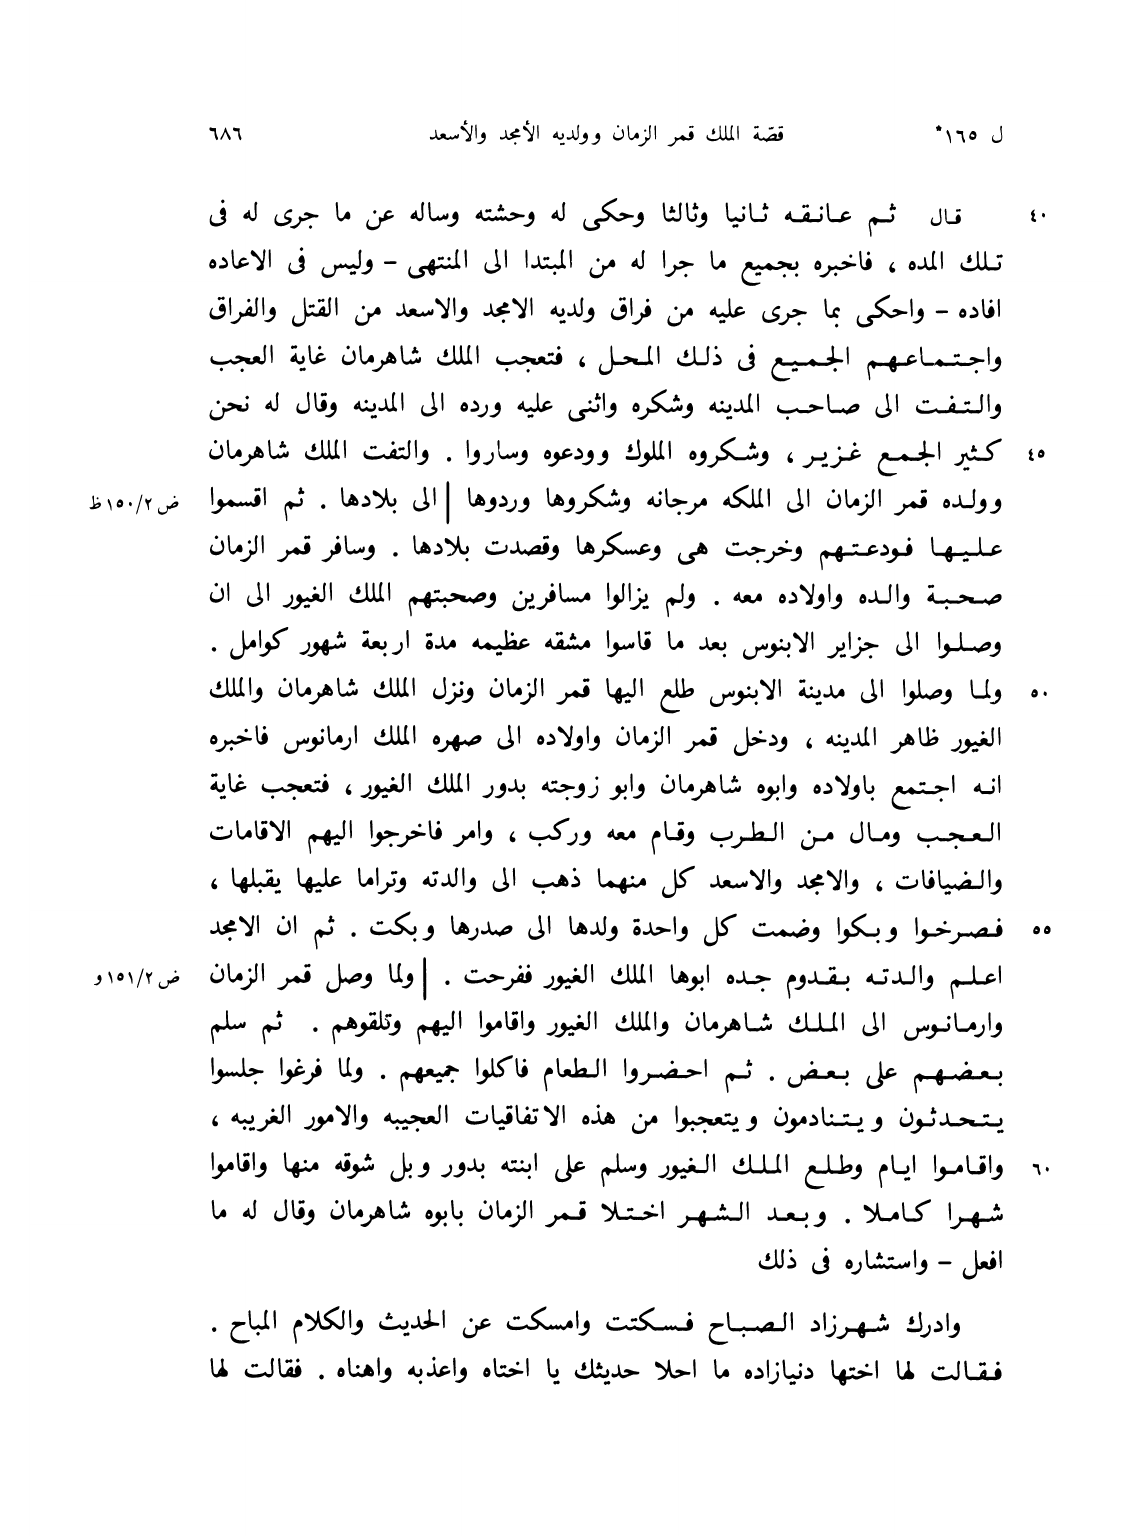 ل ١٦٥* قصّة الملك قمر الزمان وولديه الأمجد والأسعد ٦٨٦
٤٠ قال ثم عانقه ثانيا وثالثا وحكى له وحشته وساله عن ما جرى له فى
تلك المده ، فاخبره بجميع ما جرا له من المبتدا الى المنتهى – وليس فى الاعاده
افاده – واحكى بما جرى عليه من فراق ولديه الامجد والاسعد من القتل والفراق
واجتماعهم الجميع فى ذلك المحل ، فتعجب الملك شاهرمان غاية العجب
والتفت الى صاحب المدينه وشكره واثنى عليه ورده الى المدينه وقال له نحن
٤٥ كثير الجمع غزير ، وشكروه الملوك وودعوه وساروا . والتفت الملك شاهرمان
وولده قمر الزمان الى الملكه مرجانه وشكروها وردوها | الى بلادها . ثم اقسموا ض ١٥٠/٢ظ
عليها فودعتهم وخرجت هى وعسكرها وقصدت بلادها . وسافر قمر الزمان
صحبة والده واولاده معه . ولم يزالوا مسافرين وصحبتهم الملك الغيور الى ان
وصلوا الى جزاير الابنوس بعد ما قاسوا مشقه عظيمه مدة اربعة شهور كوامل .
٥٠ ولما وصلوا الى مدينة الابنوس طلع اليها قمر الزمان ونزل الملك شاهرمان والملك
الغيور ظاهر المدينه ، ودخل قمر الزمان واولاده الى صهره الملك ارمانوس فاخبره
انه اجتمع باولاده وابوه شاهرمان وابو زوجته بدور الملك الغيور ، فتعجب غاية
العجب ومال من الطرب وقام معه وركب ، وامر فاخرجوا اليهم الاقامات
والضيافات ، والامجد والاسعد كل منهما ذهب الى والدته وتراما عليها يقبلها ،
٥٥ فصرخوا وبكوا وضمت كل واحدة ولدها الى صدرها وبكت . ثم ان الامجد
اعلم والدته بقدوم جده ابوها الملك الغيور ففرحت . | ولما وصل قمر الزمان ض ١٥١/٢و
وارمانوس الى الملك شاهرمان والملك الغيور واقاموا اليهم وتلقوهم . ثم سلم
بعضهم على بعض . ثم احضروا الطعام فاكلوا جميعهم . ولما فرغوا جلسوا
يتحدثون ويتنادمون ويتعجبوا من هذه الاتفاقيات العجيبه والامور الغريبه ،
٦٠ واقاموا ايام وطلع الملك الغيور وسلم على ابنته بدور وبل شوقه منها واقاموا
شهرا كاملا . وبعد الشهر اختلا قمر الزمان بابوه شاهرمان وقال له ما
افعل – واستشاره فى ذلك
وادرك شهرزاد الصباح فسكتت وامسكت عن الحديث والكلام المباح .
فقالت لها اختها دنيازاده ما احلا حديثك يا اختاه واعذبه واهناه . فقالت لها